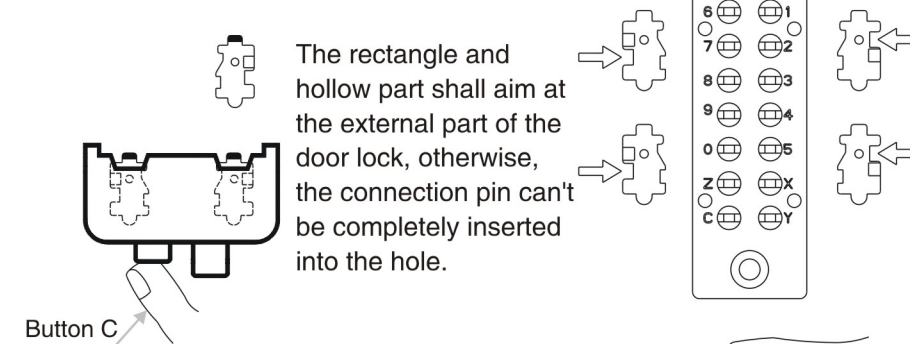 The rectangle and
hollow part shall aim at
the external part of the
door lock, otherwise,
the connection pin can't
be completely inserted
into the hole.
Button C
6 1
7 2
8 3
9 4
0 5
Z X
C Y